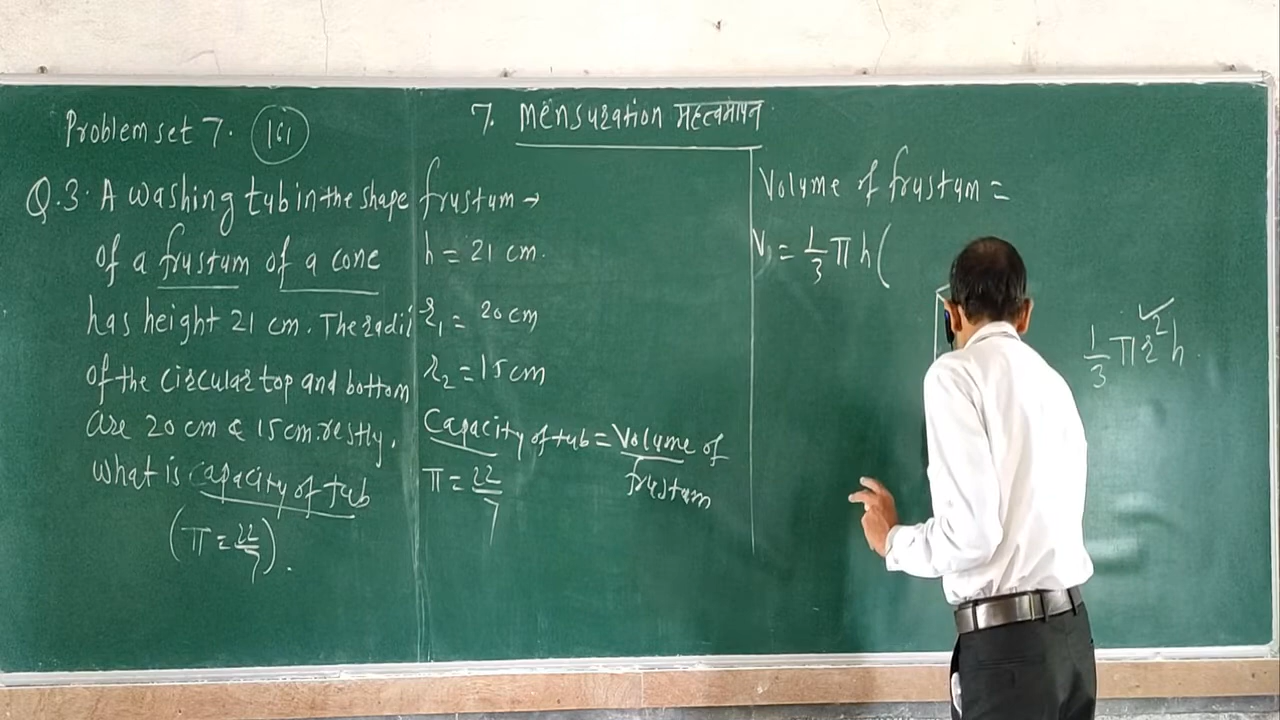 Problem set 7. 161
7. Mensuration महत्वमापन
Q.3. A washing tub in the shape
of a frustum of a cone
has height 21 cm. The radii
of the circular top and bottom
are 20 cm & 15 cm. restly.
what is capacity of tub
(π = 22/7).
frustum →
h = 21 cm.
r₁ = 20 cm
r₂ = 15 cm
Capacity of tub = Volume of
frustum
π = 22/7
Volume of frustum =
V = 1/3 π h (
1/3 π r² h.